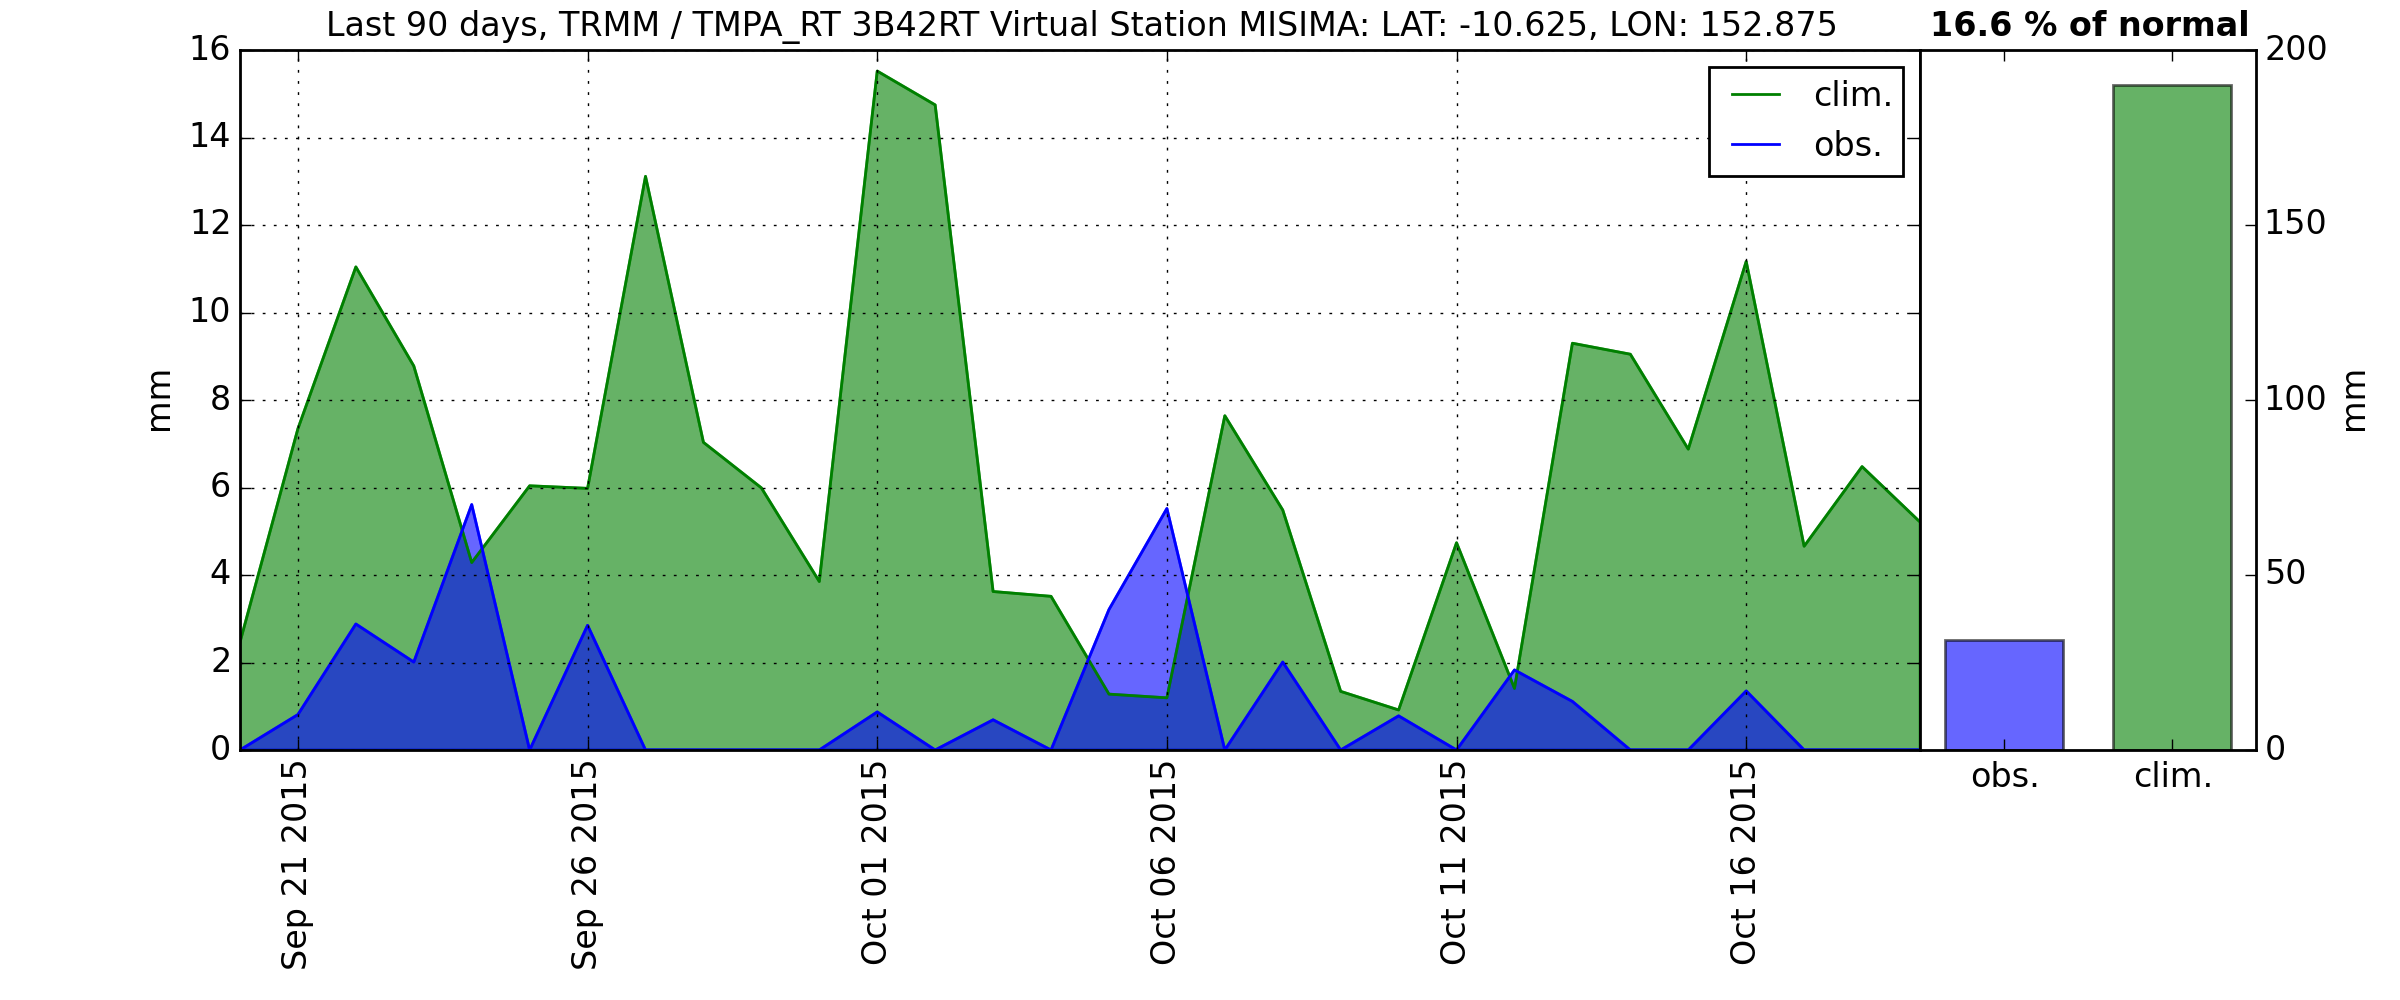 Last 90 days, TRMM / TMPA_RT 3B42RT Virtual Station MISIMA: LAT: -10.625, LON: 152.875
16.6 % of normal
16
14
12
10
8
6
4
2
0
mm
clim.
obs.
200
150
100
50
0
mm
Sep 21 2015
Sep 26 2015
Oct 01 2015
Oct 06 2015
Oct 11 2015
Oct 16 2015
obs.
clim.